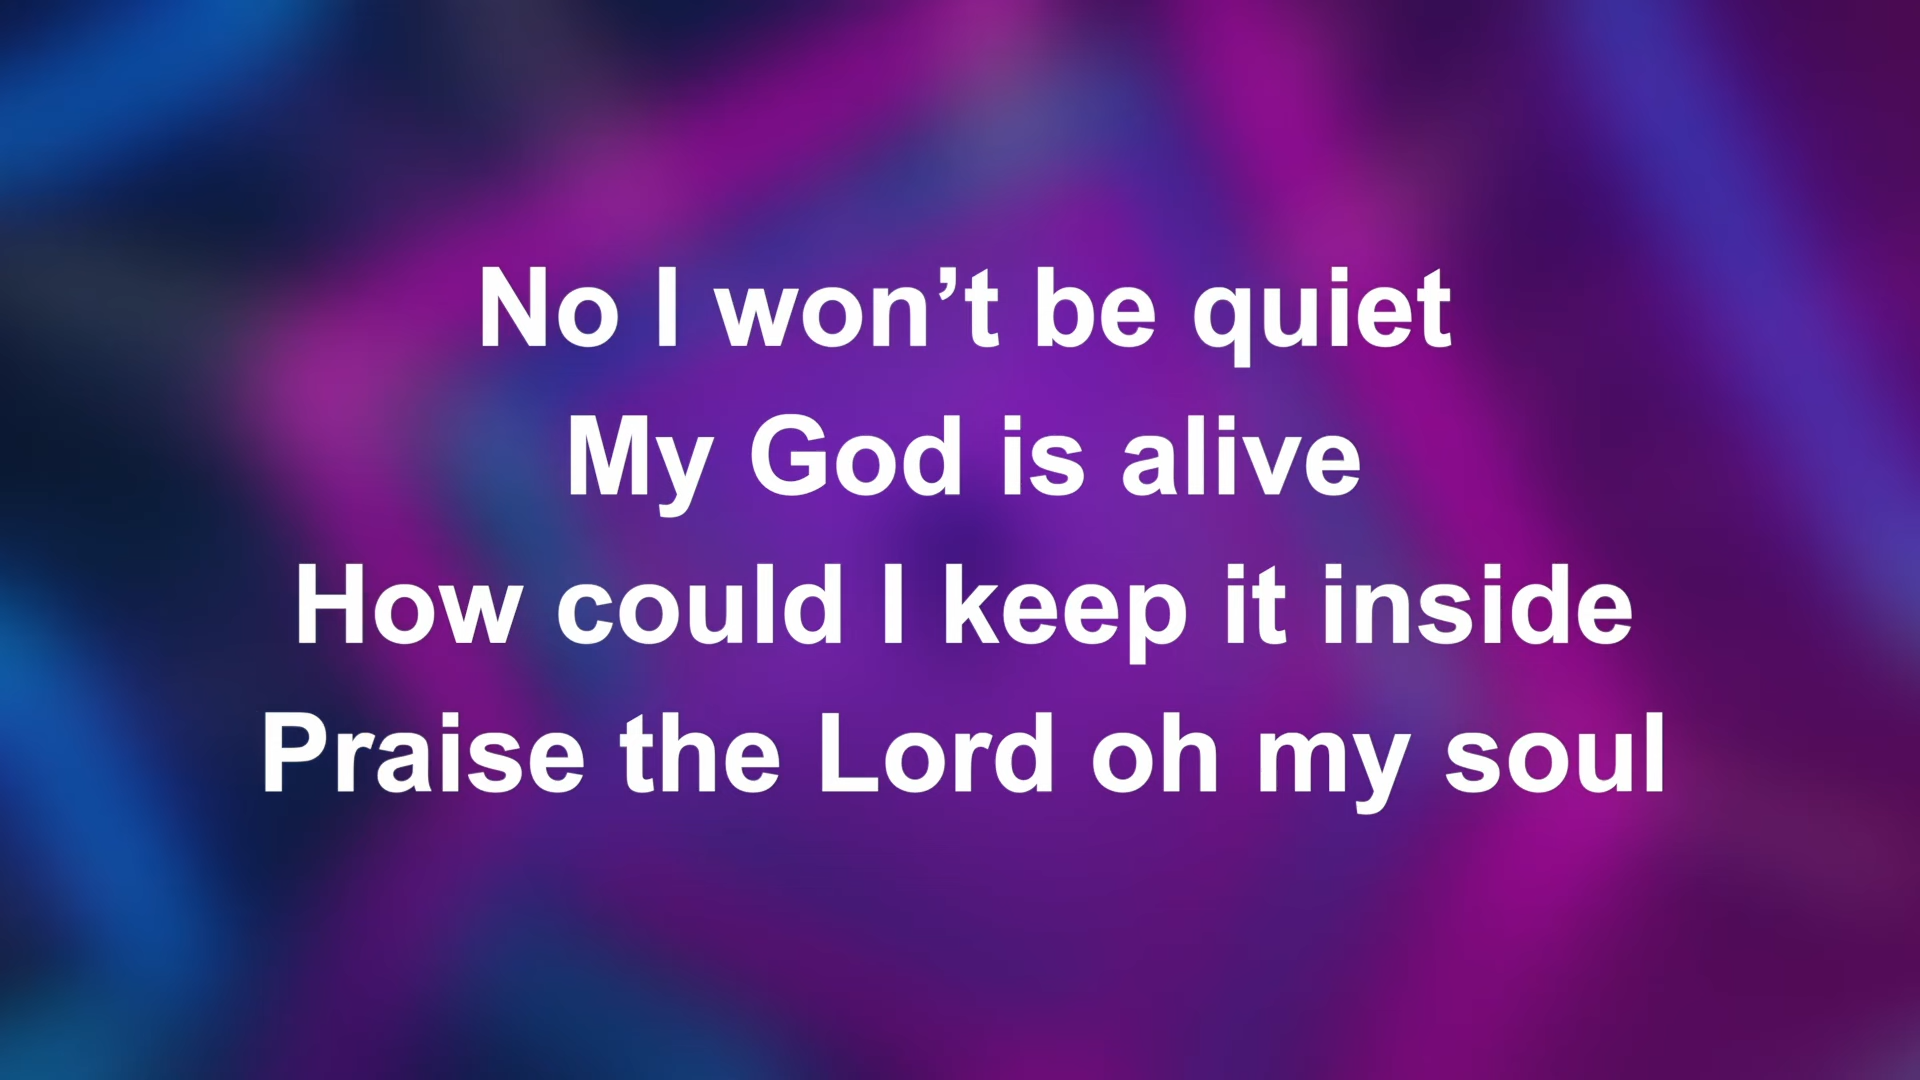 No I won’t be quiet
My God is alive
How could I keep it inside
Praise the Lord oh my soul